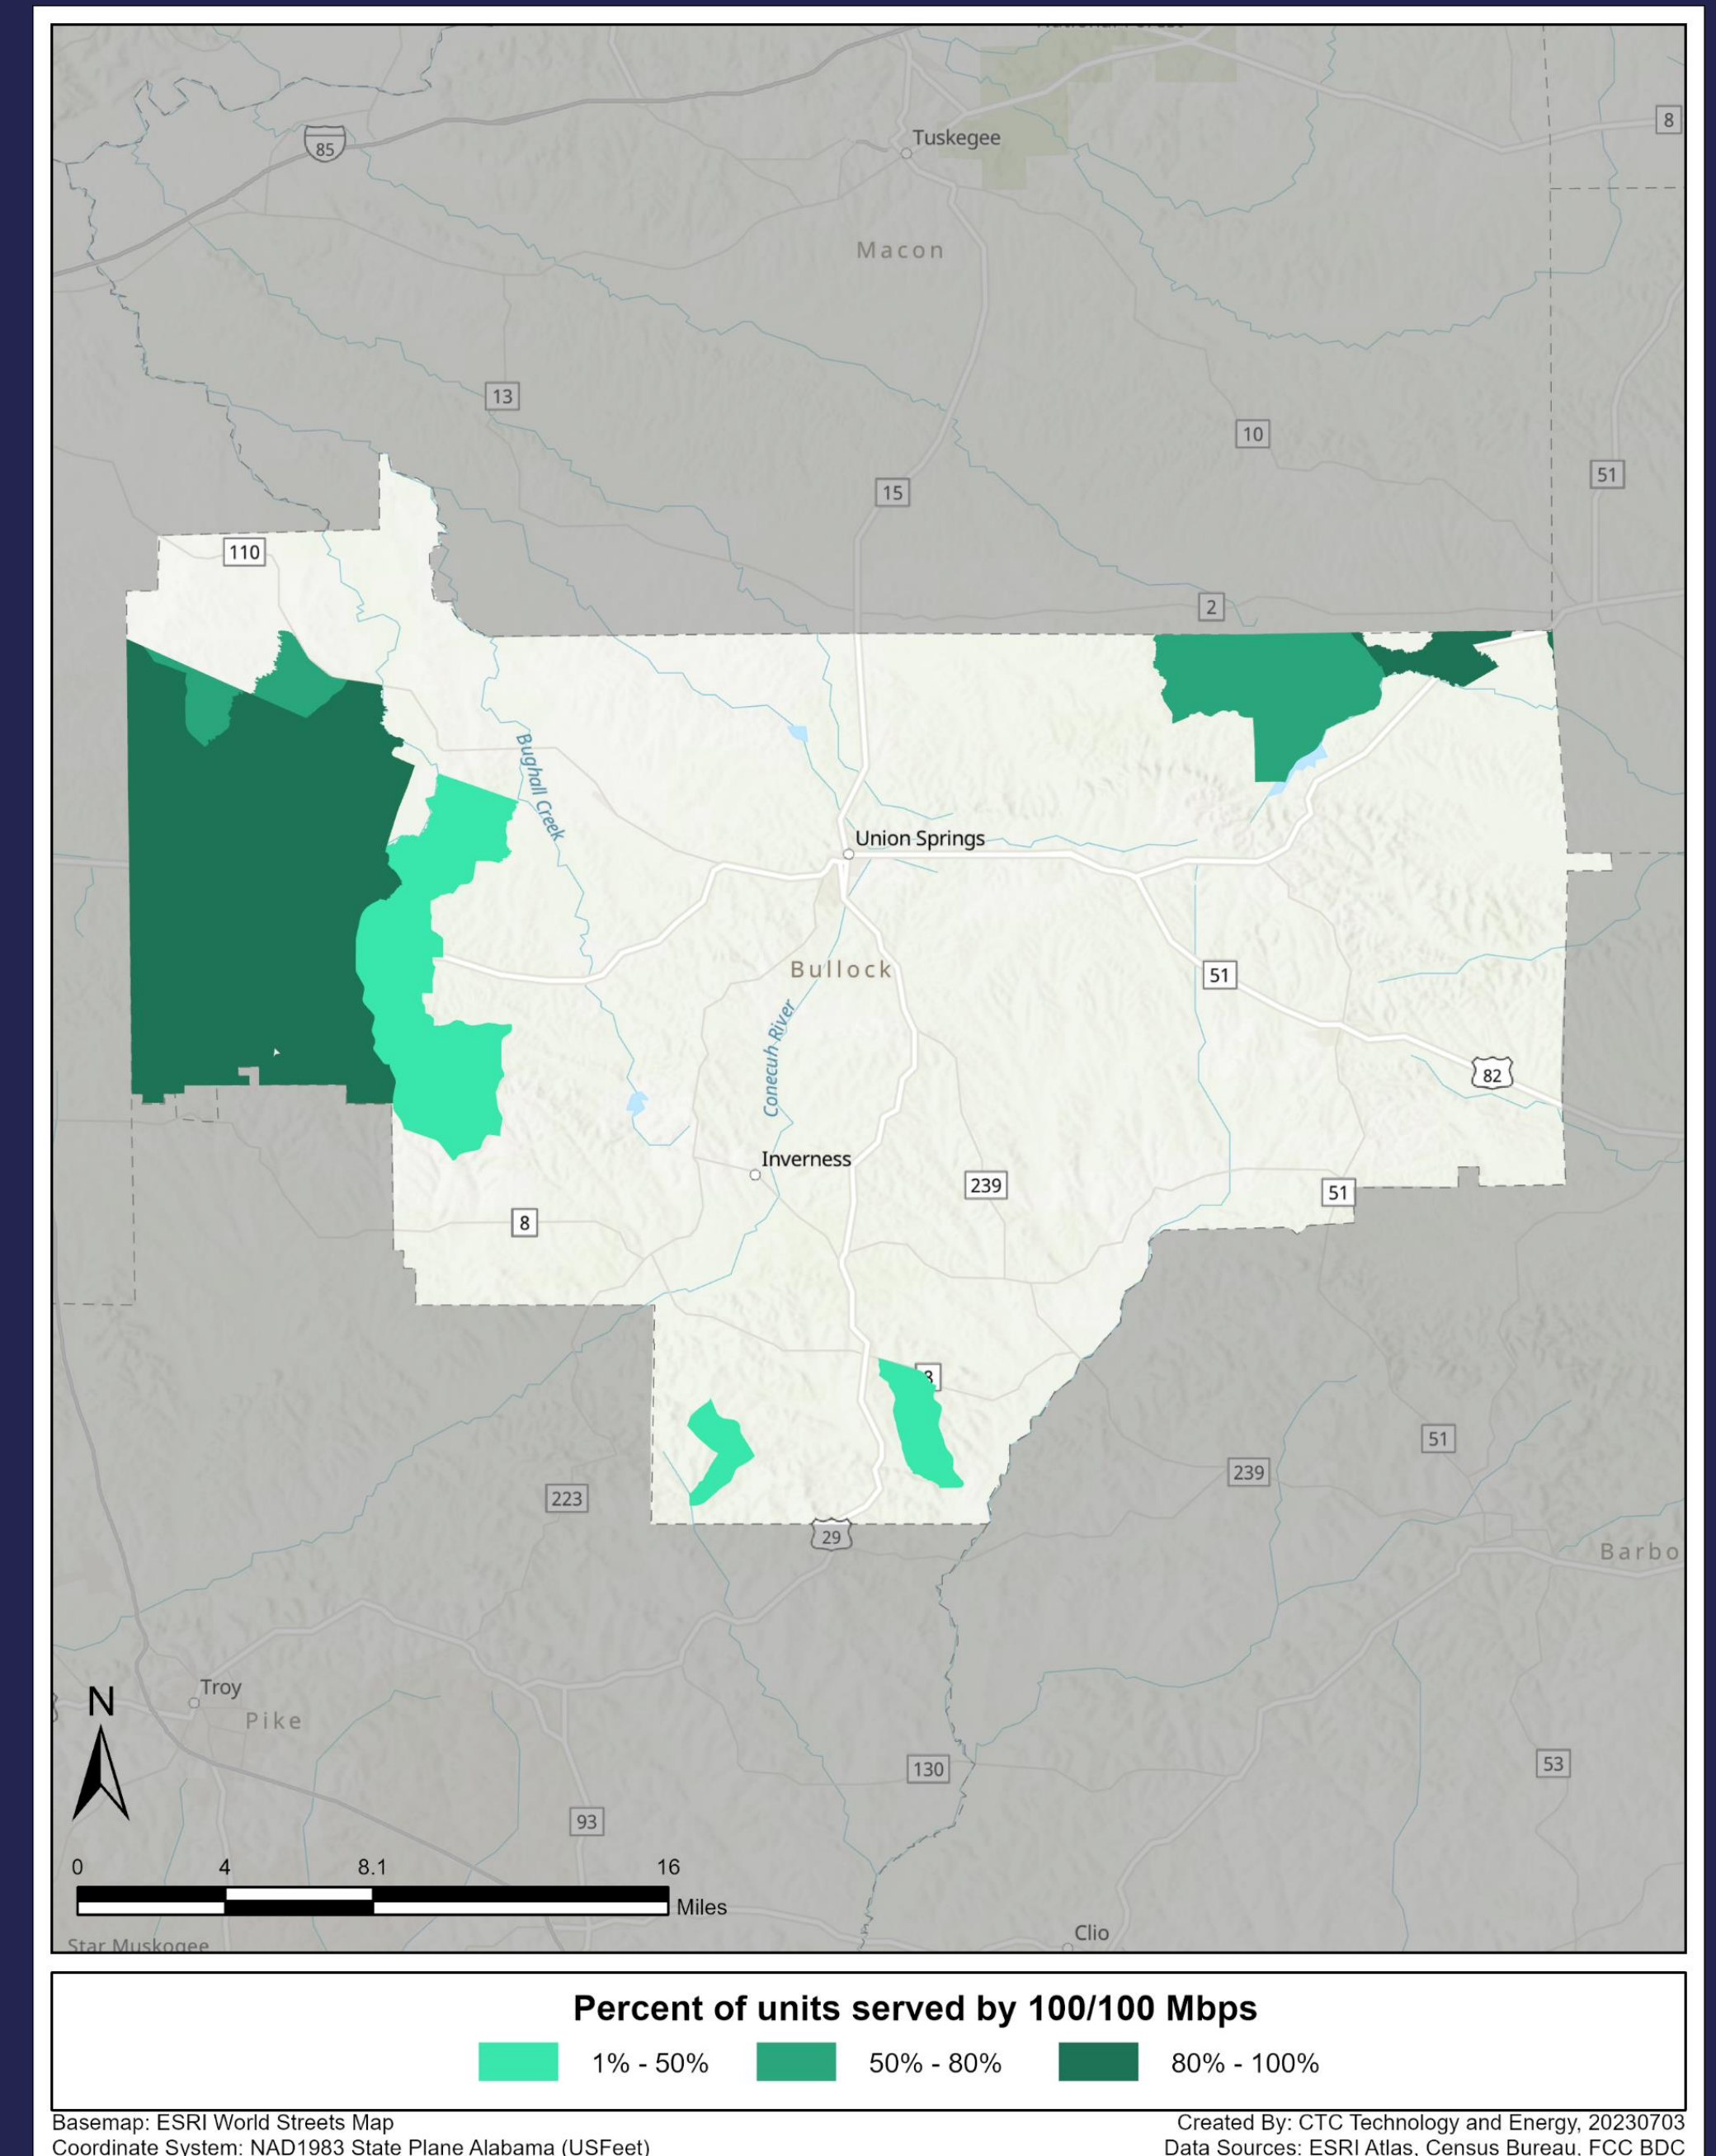 Tuskegee
8
85
Macon
13
10
51
15
110
2
Bughall Creek
Union Springs
Bullock
51
Conecuh River
82
Inverness
239
51
8
51
239
223
29
Barbo
Troy
Pike
N
130
53
93
0 4 8.1 16
Miles
Clio
Star Muskogee
Percent of units served by 100/100 Mbps
1% - 50% 50% - 80% 80% - 100%
Basemap: ESRI World Streets Map
Created By: CTC Technology and Energy, 20230703
Coordinate System: NAD1983 State Plane Alabama (USFeet)
Data Sources: ESRI Atlas, Census Bureau, FCC BDC